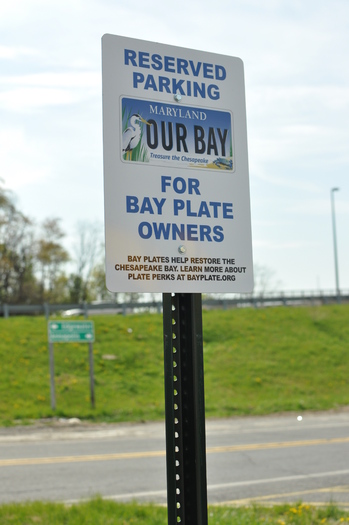 RESERVED
PARKING
MARYLAND
OUR BAY
Treasure the Chesapeake
FOR
BAY PLATE
OWNERS
BAY PLATES HELP RESTORE THE
CHESAPEAKE BAY. LEARN MORE ABOUT
PLATE PERKS AT BAYPLATE.ORG